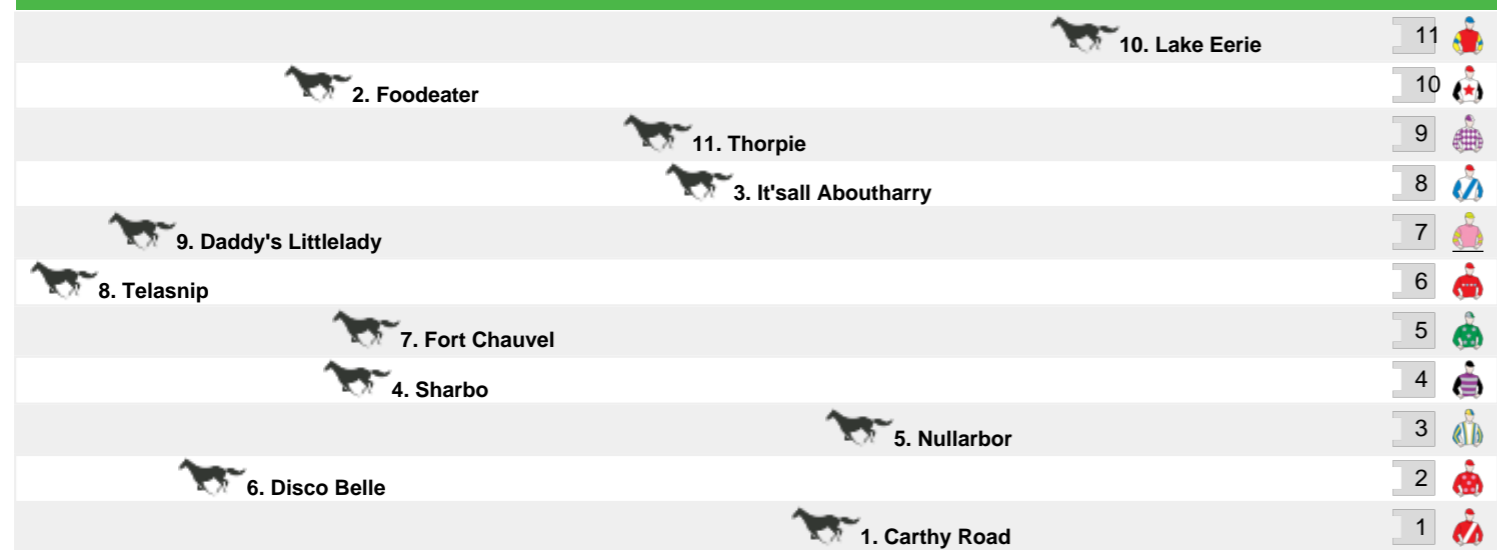 10. Lake Eerie 11
2. Foodeater 10
11. Thorpie 9
3. It'sall Aboutharry 8
9. Daddy's Littlelady 7
8. Telasnip 6
7. Fort Chauvel 5
4. Sharbo 4
5. Nullarbor 3
6. Disco Belle 2
1. Carthy Road 1